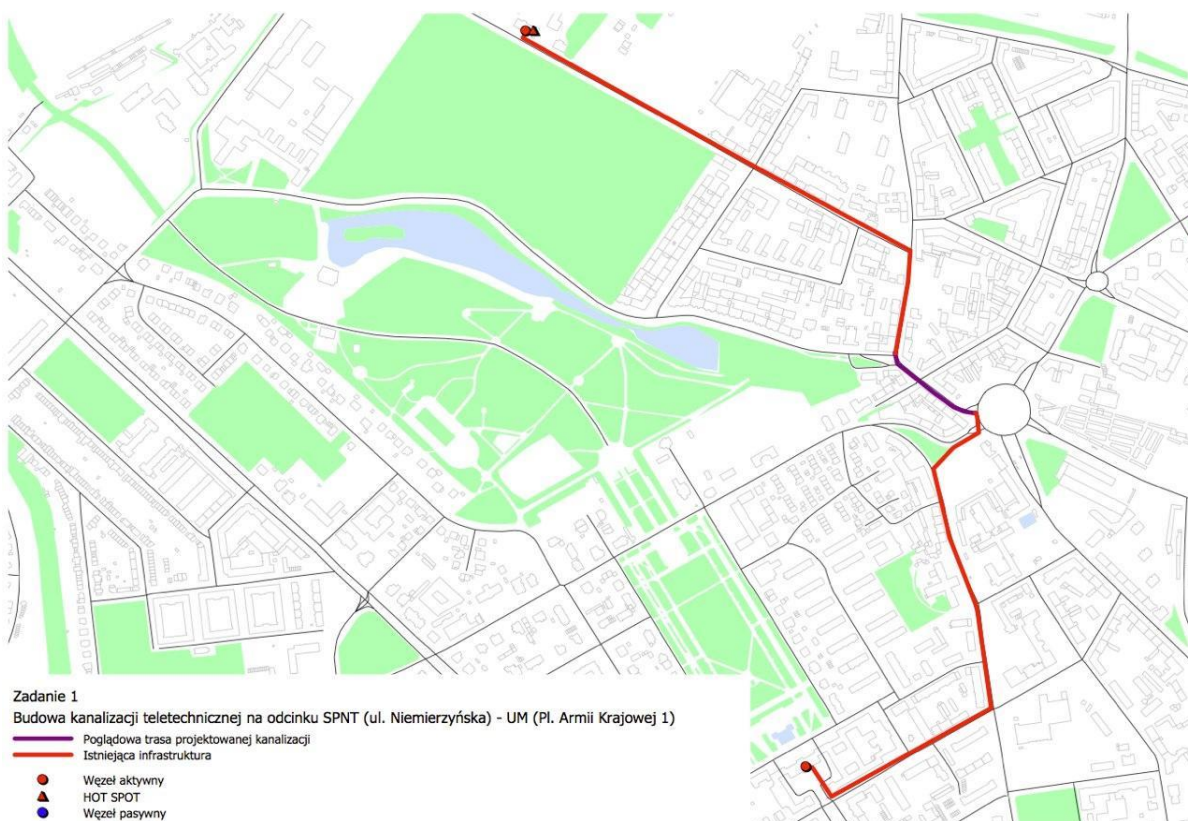 Zadanie 1
Budowa kanalizacji teletechnicznej na odcinku SPNT (ul. Niemierzyńska) - UM (Pl. Armii Krajowej 1)
Poglądowa trasa projektowanej kanalizacji
Istniejąca infrastruktura
Węzeł aktywny
HOT SPOT
Węzeł pasywny